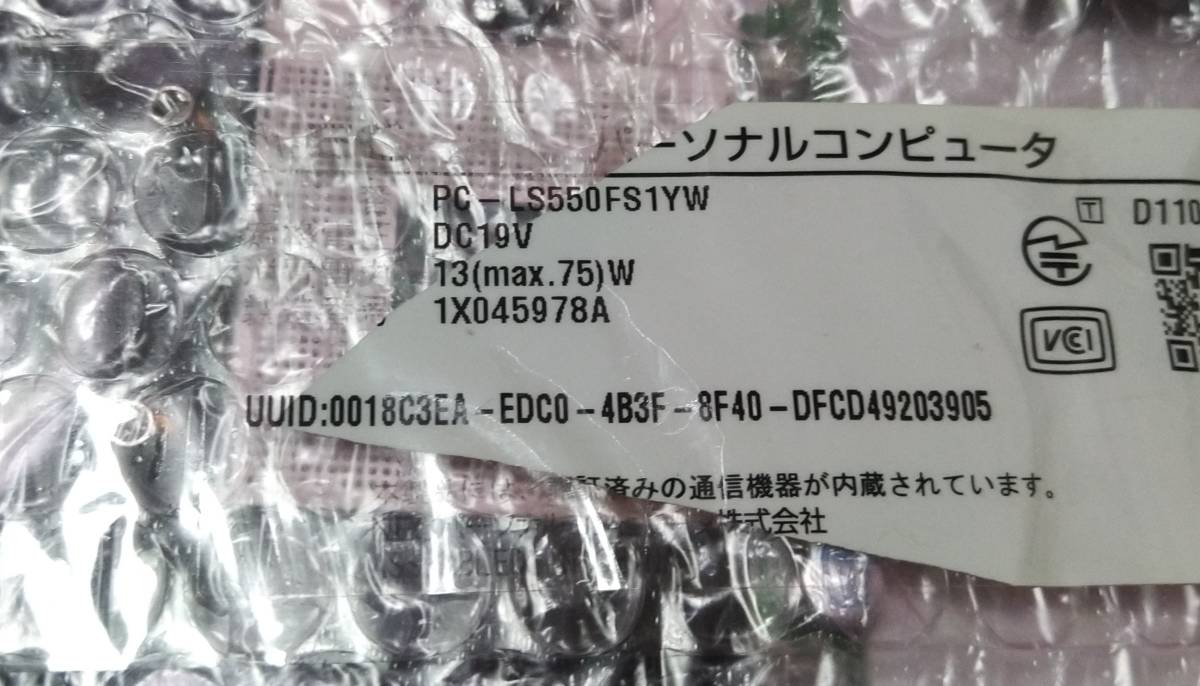 ーソナルコンピュータ
PC-LS550FS1YW
DC19V
13(max.75)W
1X045978A
T D110
VCI
UUID:0018C3EA-EDC0-4B3F-8F40-DFCD49203905
済みの通信機器が内蔵されています。
株式会社